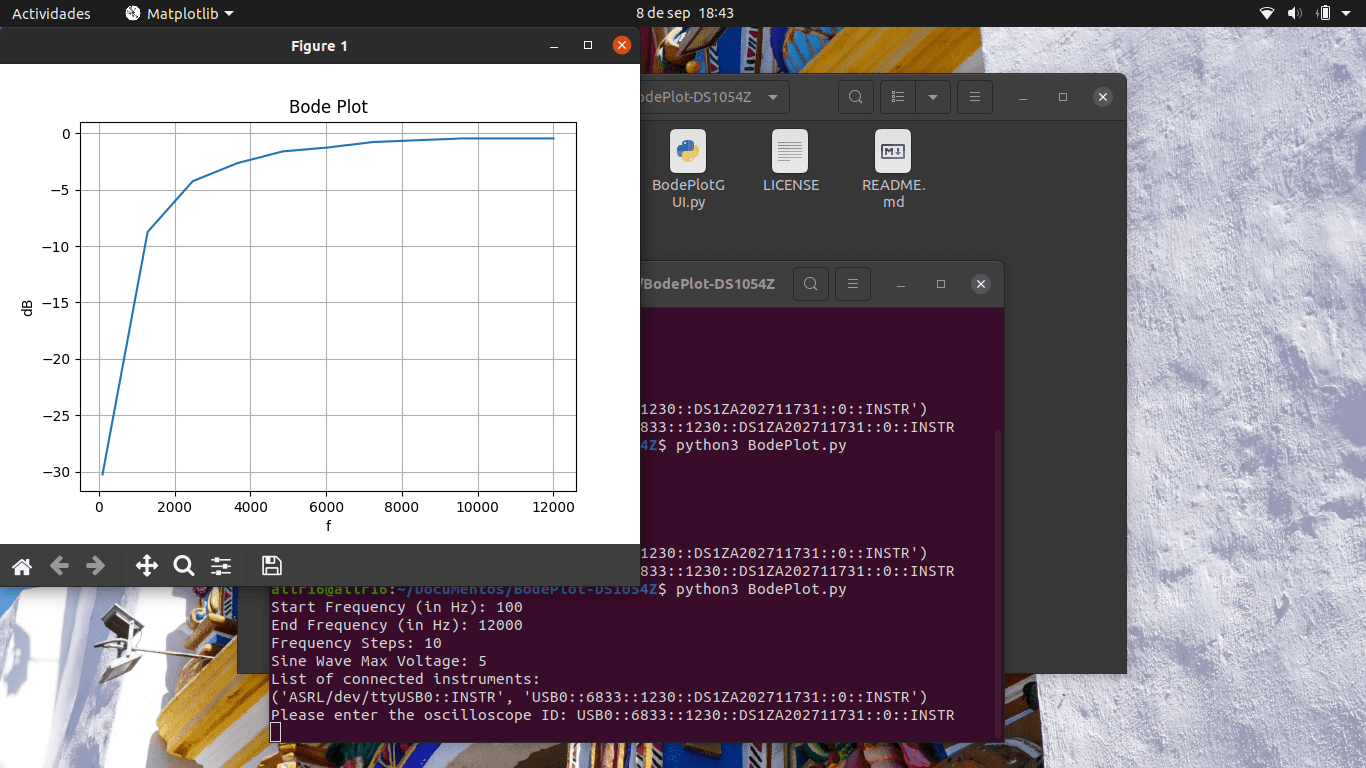 Actividades
Matplotlib
8 de sep 18:43
Figure 1
Bode Plot
0
−5
−10
−15
−20
−25
−30
dB
0 2000 4000 6000 8000 10000 12000
f
odePlot-DS1054Z
BodePlotG
UI.py
LICENSE
README.
md
/BodePlot-DS1054Z
1230::DS1ZA202711731::0::INSTR')
6833::1230::DS1ZA202711731::0::INSTR
4Z$ python3 BodePlot.py
1230::DS1ZA202711731::0::INSTR')
6833::1230::DS1ZA202711731::0::INSTR
:~/Documentos/BodePlot-DS1054Z$ python3 BodePlot.py
Start Frequency (in Hz): 100
End Frequency (in Hz): 12000
Frequency Steps: 10
Sine Wave Max Voltage: 5
List of connected instruments:
('ASRL/dev/ttyUSB0::INSTR', 'USB0::6833::1230::DS1ZA202711731::0::INSTR')
Please enter the oscilloscope ID: USB0::6833::1230::DS1ZA202711731::0::INSTR